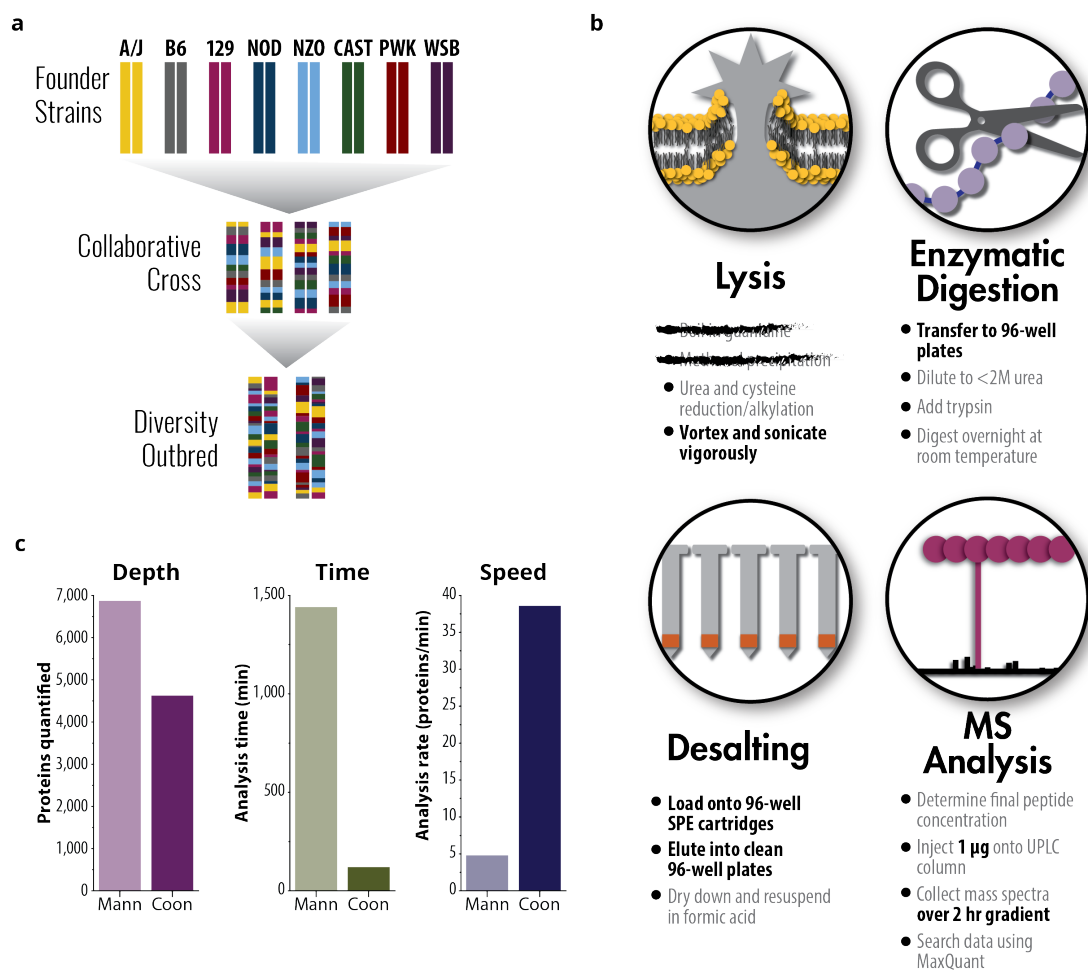 a
A/J B6 129 NOD NZO CAST PWK WSB
Founder
Strains
Collaborative
Cross
Diversity
Outbred
b
Lysis
Boil in guanidine
Methanol precipitation
Urea and cysteine
reduction/alkylation
Vortex and sonicate
vigorously
Enzymatic
Digestion
Transfer to 96-well
plates
Dilute to <2M urea
Add trypsin
Digest overnight at
room temperature
Desalting
Load onto 96-well
SPE cartridges
Elute into clean
96-well plates
Dry down and resuspend
in formic acid
MS
Analysis
Determine final peptide
concentration
Inject 1 µg onto UPLC
column
Collect mass spectra
over 2 hr gradient
Search data using
MaxQuant
c
Depth
Proteins quantified
7,000
6,000
5,000
4,000
3,000
2,000
1,000
0
Mann Coon
Time
Analysis time (min)
1,500
1,000
500
0
Mann Coon
Speed
Analysis rate (proteins/min)
40
35
30
25
20
15
10
5
0
Mann Coon